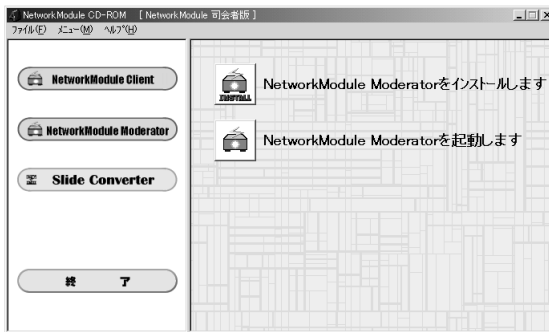 NetworkModule CD-ROM [ NetworkModule 司会者版 ]
ファイル(F) メニュー(M) ヘルプ(H)
NetworkModule Client
NetworkModule Moderator
Slide Converter
終 了
INSTALL
NetworkModule Moderatorをインストールします
NetworkModule Moderatorを起動します